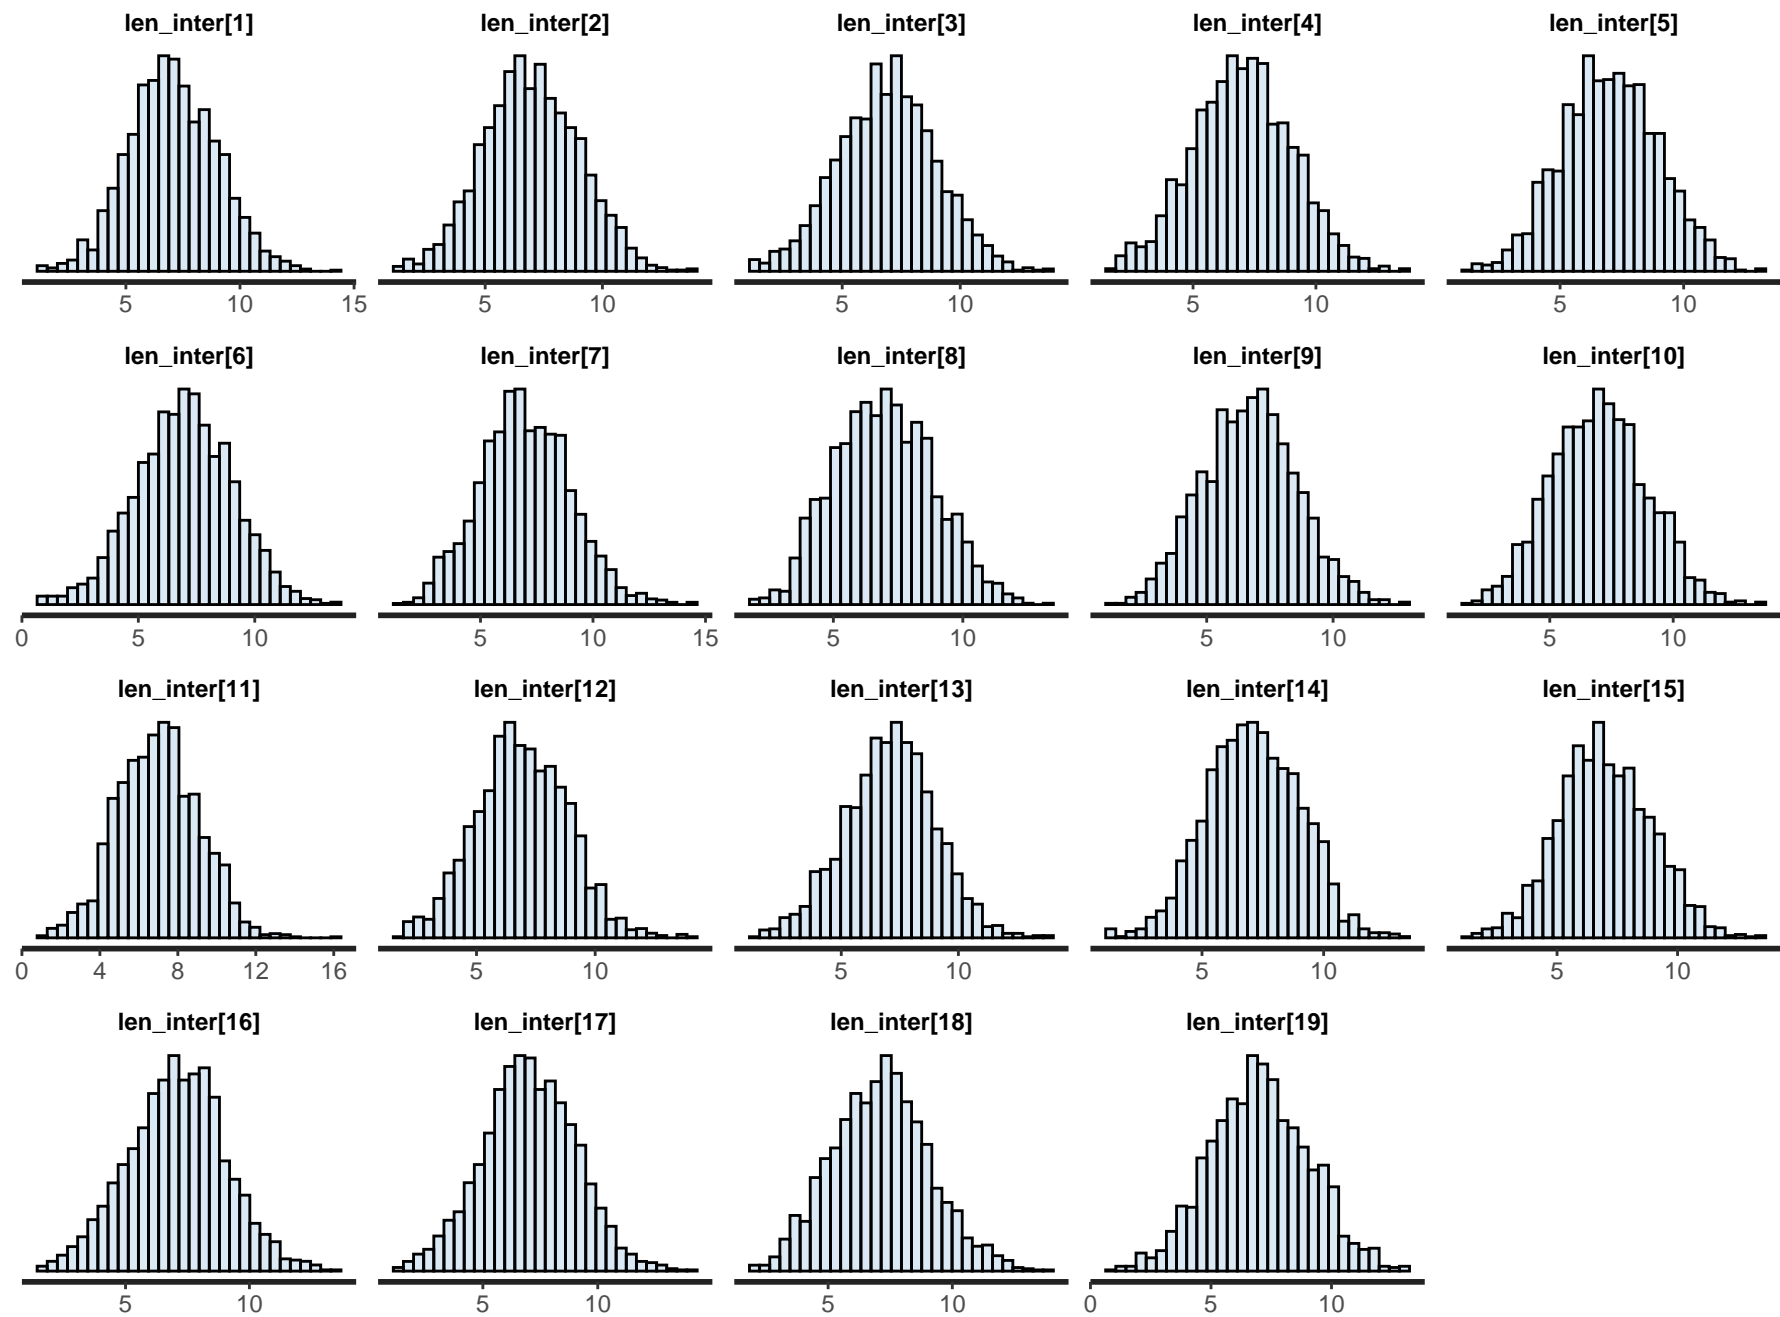 len_inter[1] len_inter[2] len_inter[3] len_inter[4] len_inter[5]
5 10 15 5 10 5 10 5 10 5 10
len_inter[6] len_inter[7] len_inter[8] len_inter[9] len_inter[10]
0 5 10 5 10 15 5 10 5 10 5 10
len_inter[11] len_inter[12] len_inter[13] len_inter[14] len_inter[15]
0 4 8 12 16 5 10 5 10 5 10 5 10
len_inter[16] len_inter[17] len_inter[18] len_inter[19]
5 10 5 10 5 10 0 5 10